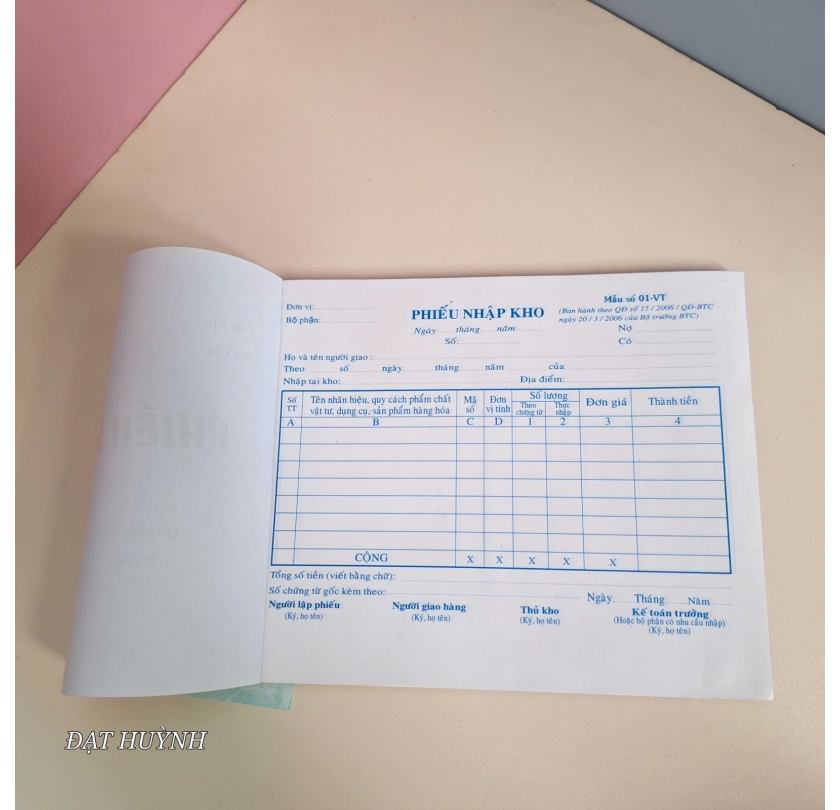 Đơn vị:
Bộ phận:
PHIẾU NHẬP KHO
Ngày tháng năm
Số:
Mẫu số 01-VT
(Ban hành theo QĐ số 15 / 2006 / QĐ-BTC
ngày 20 / 3 / 2006 của Bộ trưởng BTC)
Nợ
Có
Họ và tên người giao :
Theo số ngày tháng năm của
Nhập tại kho: Địa điểm:
Số TT
Tên nhãn hiệu, quy cách phẩm chất
vật tư, dụng cụ, sản phẩm hàng hóa
Mã số
Đơn vị tính
Số lượng
Theo chứng từ
Thực nhập
Đơn giá
Thành tiền
A B C D 1 2 3 4
CỘNG X X X X X
Tổng số tiền (viết bằng chữ):
Số chứng từ gốc kèm theo:
Ngày Tháng Năm
Người lập phiếu Người giao hàng Thủ kho Kế toán trưởng
(Ký, họ tên) (Ký, họ tên) (Ký, họ tên) (Hoặc bộ phận có nhu cầu nhập)
(Ký, họ tên)
PHIẾU
ĐẠT HUỲNH